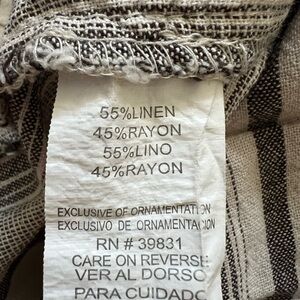 55%LINEN
45%RAYON
55%LINO
45%RAYON
EXCLUSIVE OF ORNAMENTATION
EXCLUSIVO DE ORNAMENTACION
RN # 39831
CARE ON REVERSE
VER AL DORSO
PARA CUIDADO